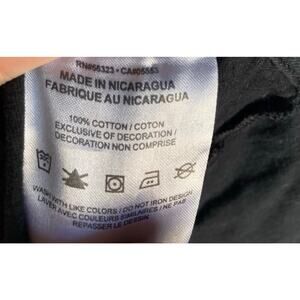 RN#56323 • CA#05553
MADE IN NICARAGUA
FABRIQUE AU NICARAGUA
100% COTTON / COTON
EXCLUSIVE OF DECORATION /
DECORATION NON COMPRISE
WASH WITH LIKE COLORS / DO NOT IRON DESIGN
LAVER AVEC COULEURS SIMILAIRES / NE PAS
REPASSER LE DESSIN